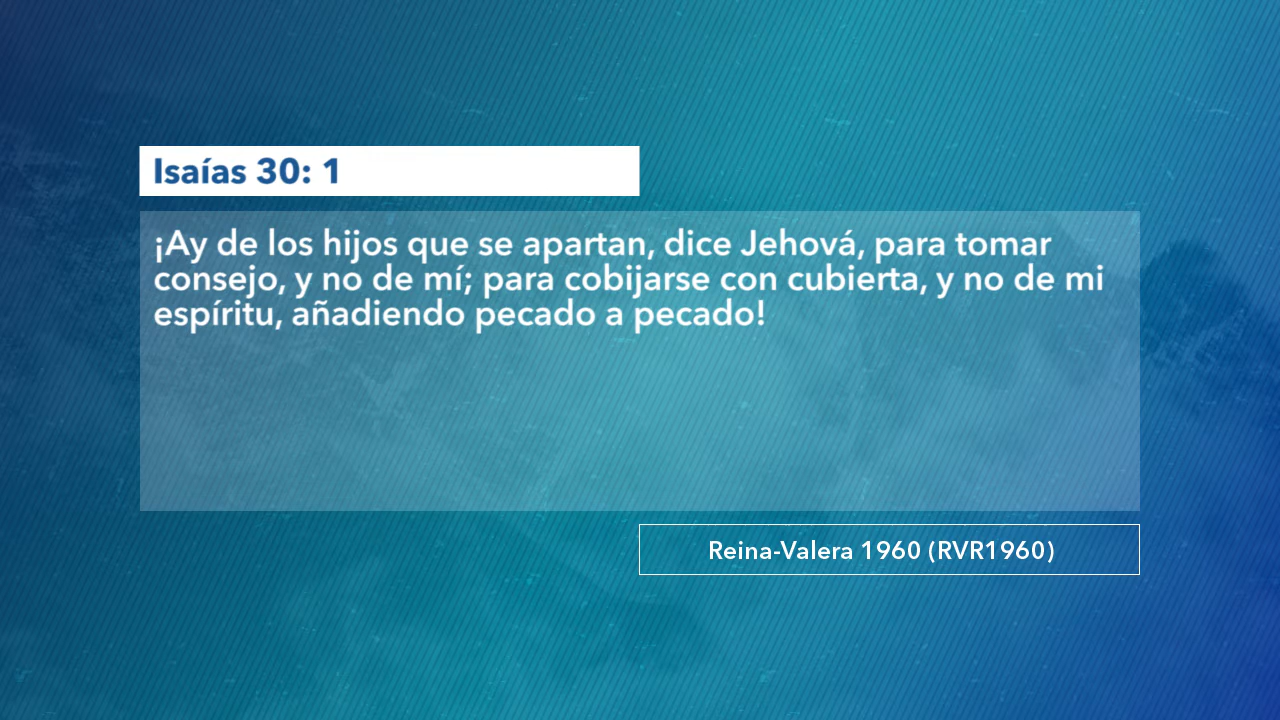 Isaías 30: 1
¡Ay de los hijos que se apartan, dice Jehová, para tomar
consejo, y no de mí; para cobijarse con cubierta, y no de mi
espíritu, añadiendo pecado a pecado!
Reina-Valera 1960 (RVR1960)